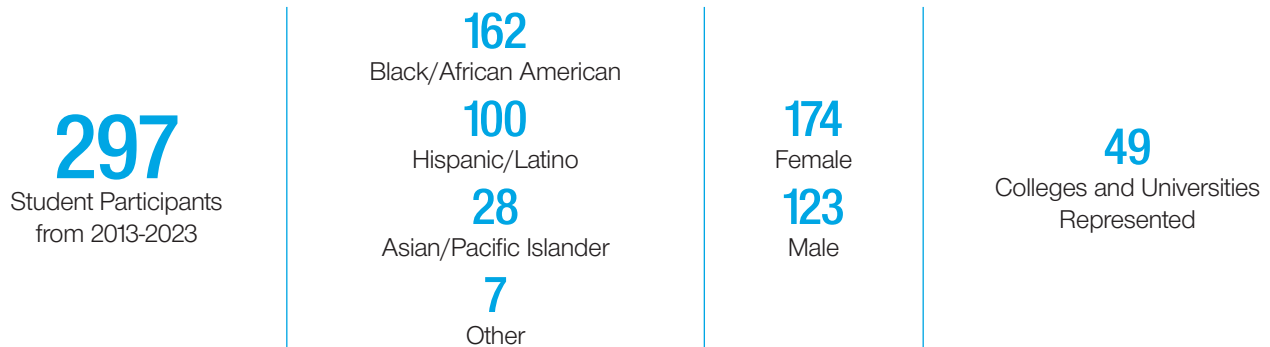 297
Student Participants
from 2013-2023
162
Black/African American
100
Hispanic/Latino
28
Asian/Pacific Islander
7
Other
174
Female
123
Male
49
Colleges and Universities
Represented